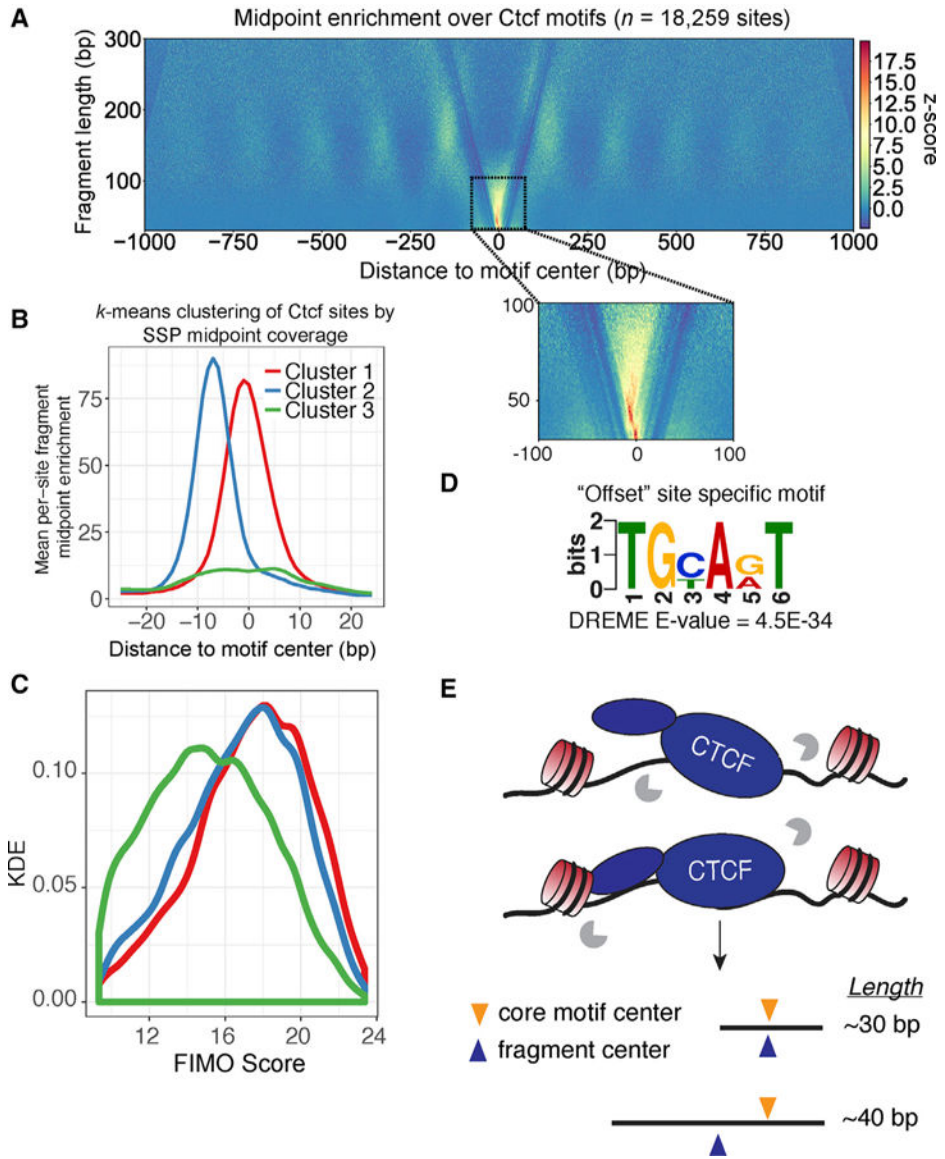 A
Midpoint enrichment over Ctcf motifs (n = 18,259 sites)
Fragment length (bp)
300
200
100
−1000 −750 −500 −250 0 250 500 750 1000
Distance to motif center (bp)
17.5
15.0
12.5
10.0
7.5
5.0
2.5
0.0
z-score
100
50
-100 0 100
B
k-means clustering of Ctcf sites by
SSP midpoint coverage
Mean per−site fragment
midpoint enrichment
75
50
25
0
Cluster 1
Cluster 2
Cluster 3
−20 −10 0 10 20
Distance to motif center (bp)
C
KDE
0.10
0.05
0.00
12 16 20 24
FIMO Score
D
“Offset” site specific motif
bits
2
1
0
TGCAGT
T A
1 2 3 4 5 6
DREME E-value = 4.5E-34
E
CTCF
CTCF
Length
core motif center
~30 bp
fragment center
~40 bp